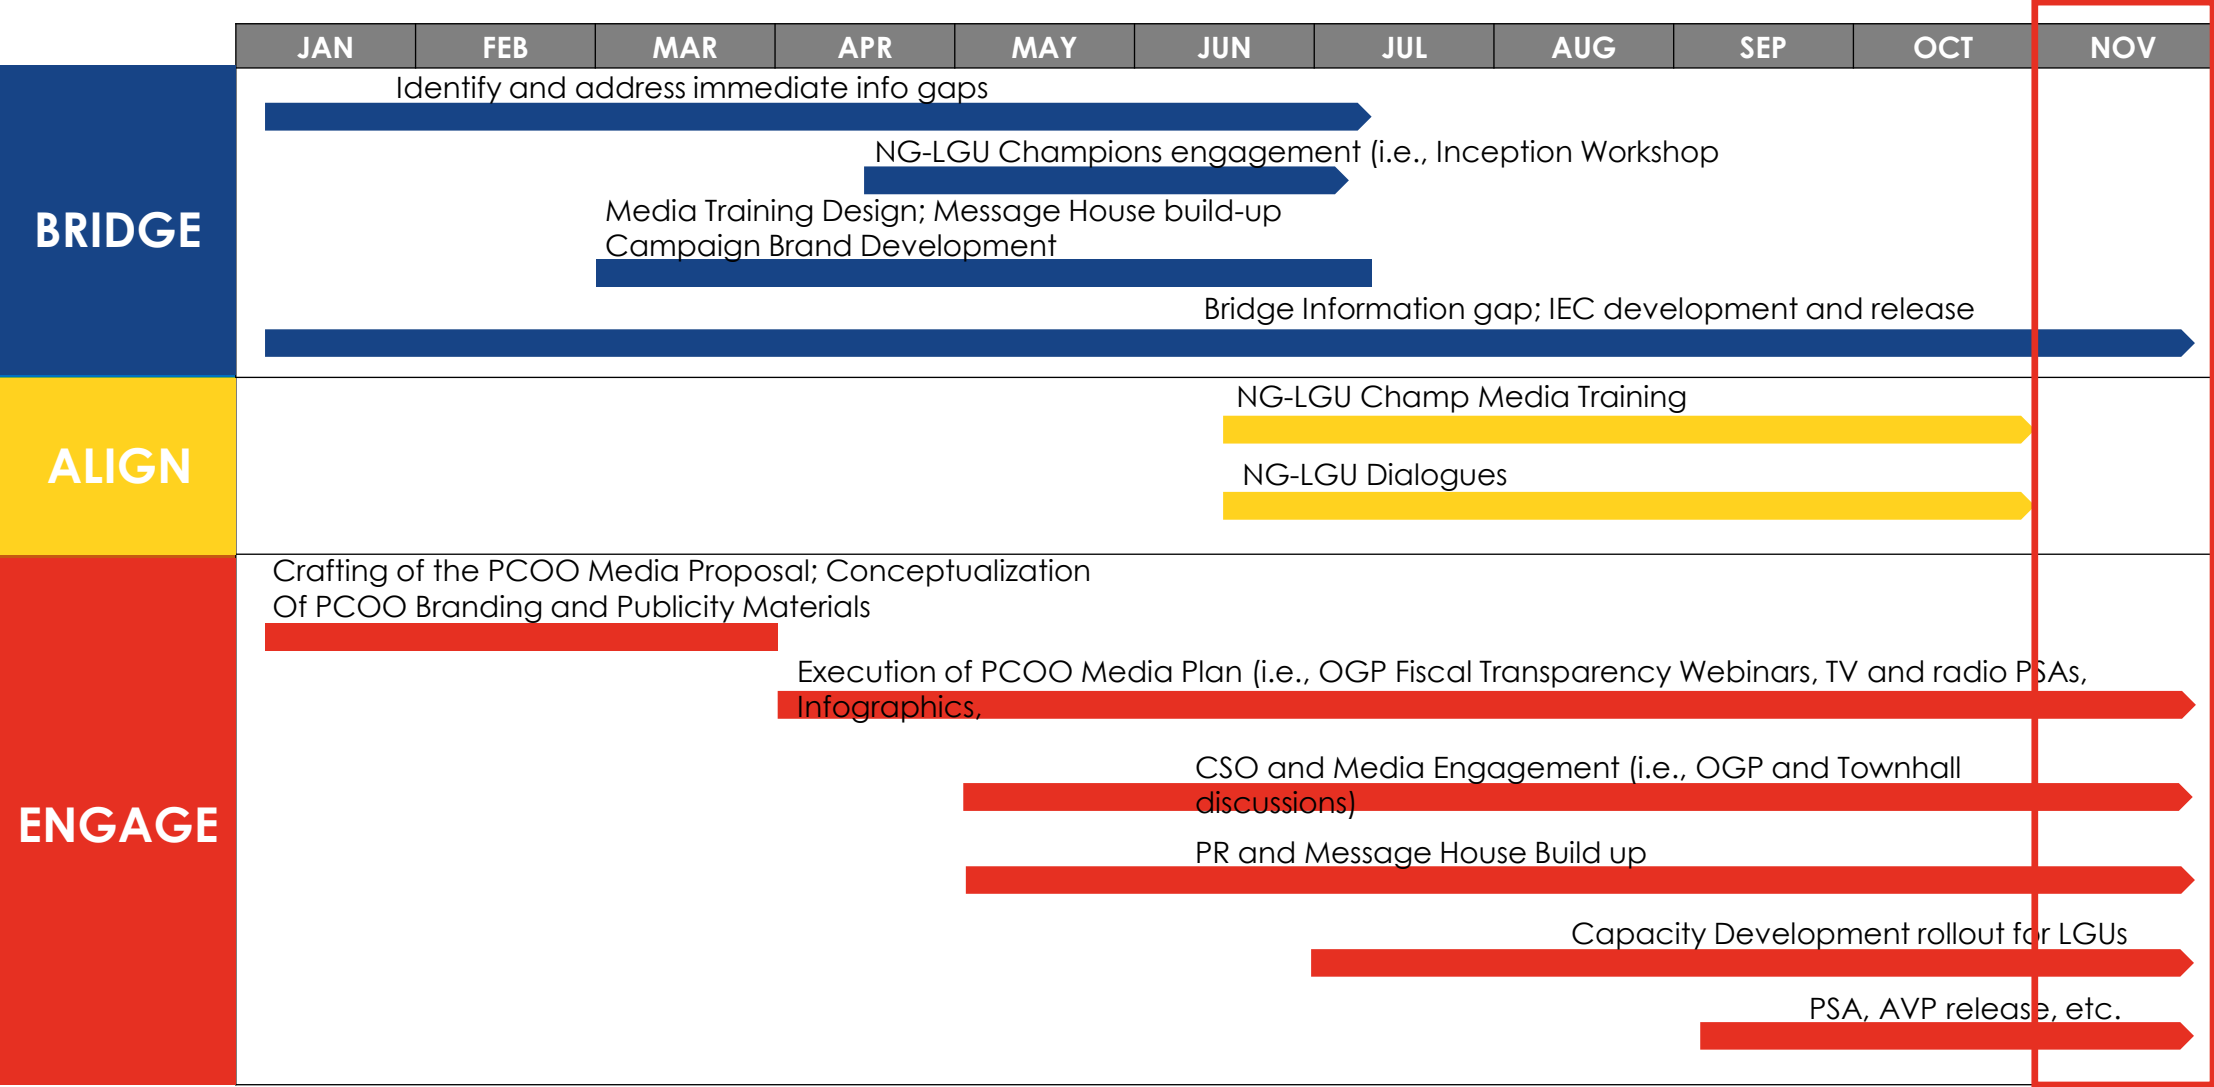 JAN FEB MAR APR MAY JUN JUL AUG SEP OCT NOV
BRIDGE
Identify and address immediate info gaps
NG-LGU Champions engagement (i.e., Inception Workshop
Media Training Design; Message House build-up
Campaign Brand Development
Bridge Information gap; IEC development and release
ALIGN
NG-LGU Champ Media Training
NG-LGU Dialogues
ENGAGE
Crafting of the PCOO Media Proposal; Conceptualization
Of PCOO Branding and Publicity Materials
Execution of PCOO Media Plan (i.e., OGP Fiscal Transparency Webinars, TV and radio PSAs,
Infographics,
CSO and Media Engagement (i.e., OGP and Townhall
discussions)
PR and Message House Build up
Capacity Development rollout for LGUs
PSA, AVP release, etc.